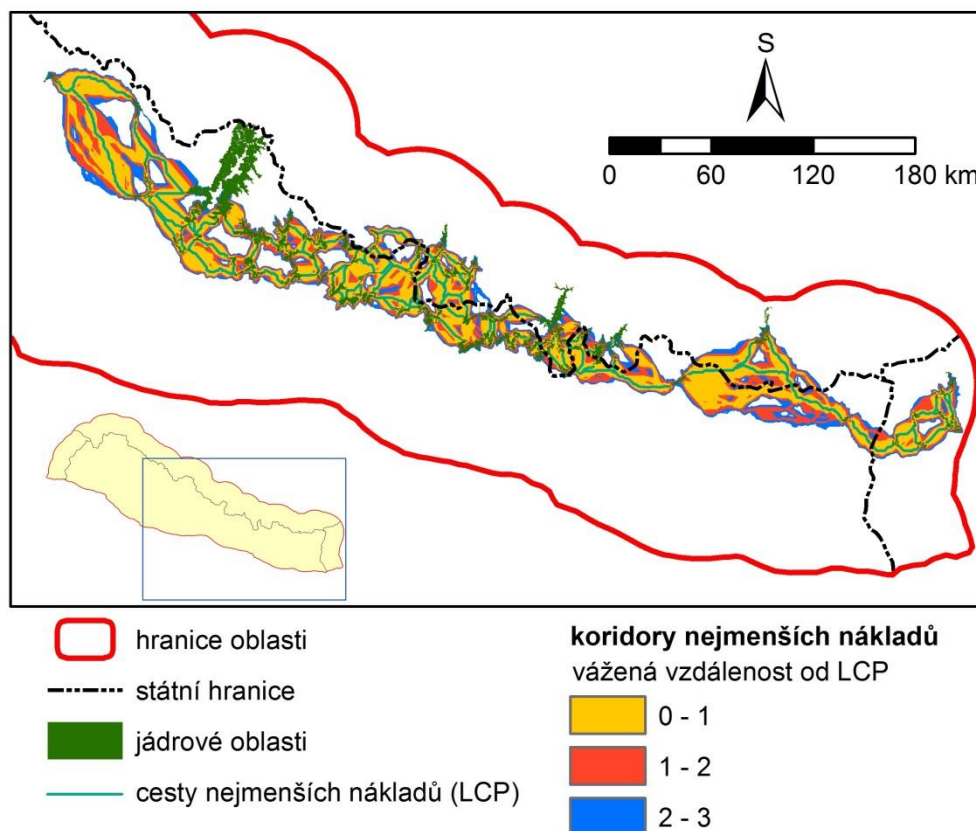 S
0 60 120 180 km
hranice oblasti
státní hranice
jádrové oblasti
cesty nejmenších nákladů (LCP)
koridory nejmenších nákladů
vážená vzdálenost od LCP
0 - 1
1 - 2
2 - 3